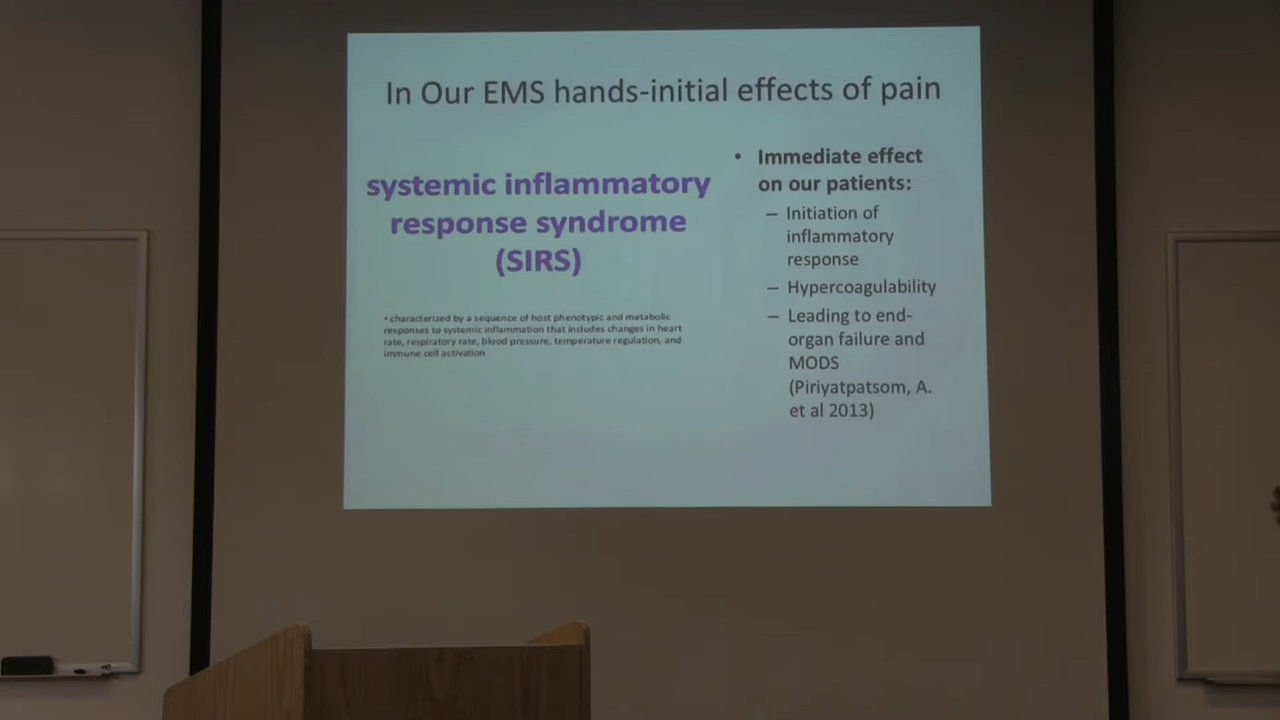 In Our EMS hands-initial effects of pain
systemic inflammatory
response syndrome
(SIRS)
• characterized by a sequence of host phenotypic and metabolic
responses to systemic inflammation that includes changes in heart
rate, respiratory rate, blood pressure, temperature regulation, and
immune cell activation
• Immediate effect
on our patients:
– Initiation of
inflammatory
response
– Hypercoagulability
– Leading to end-
organ failure and
MODS
(Piriyatpatsom, A.
et al 2013)